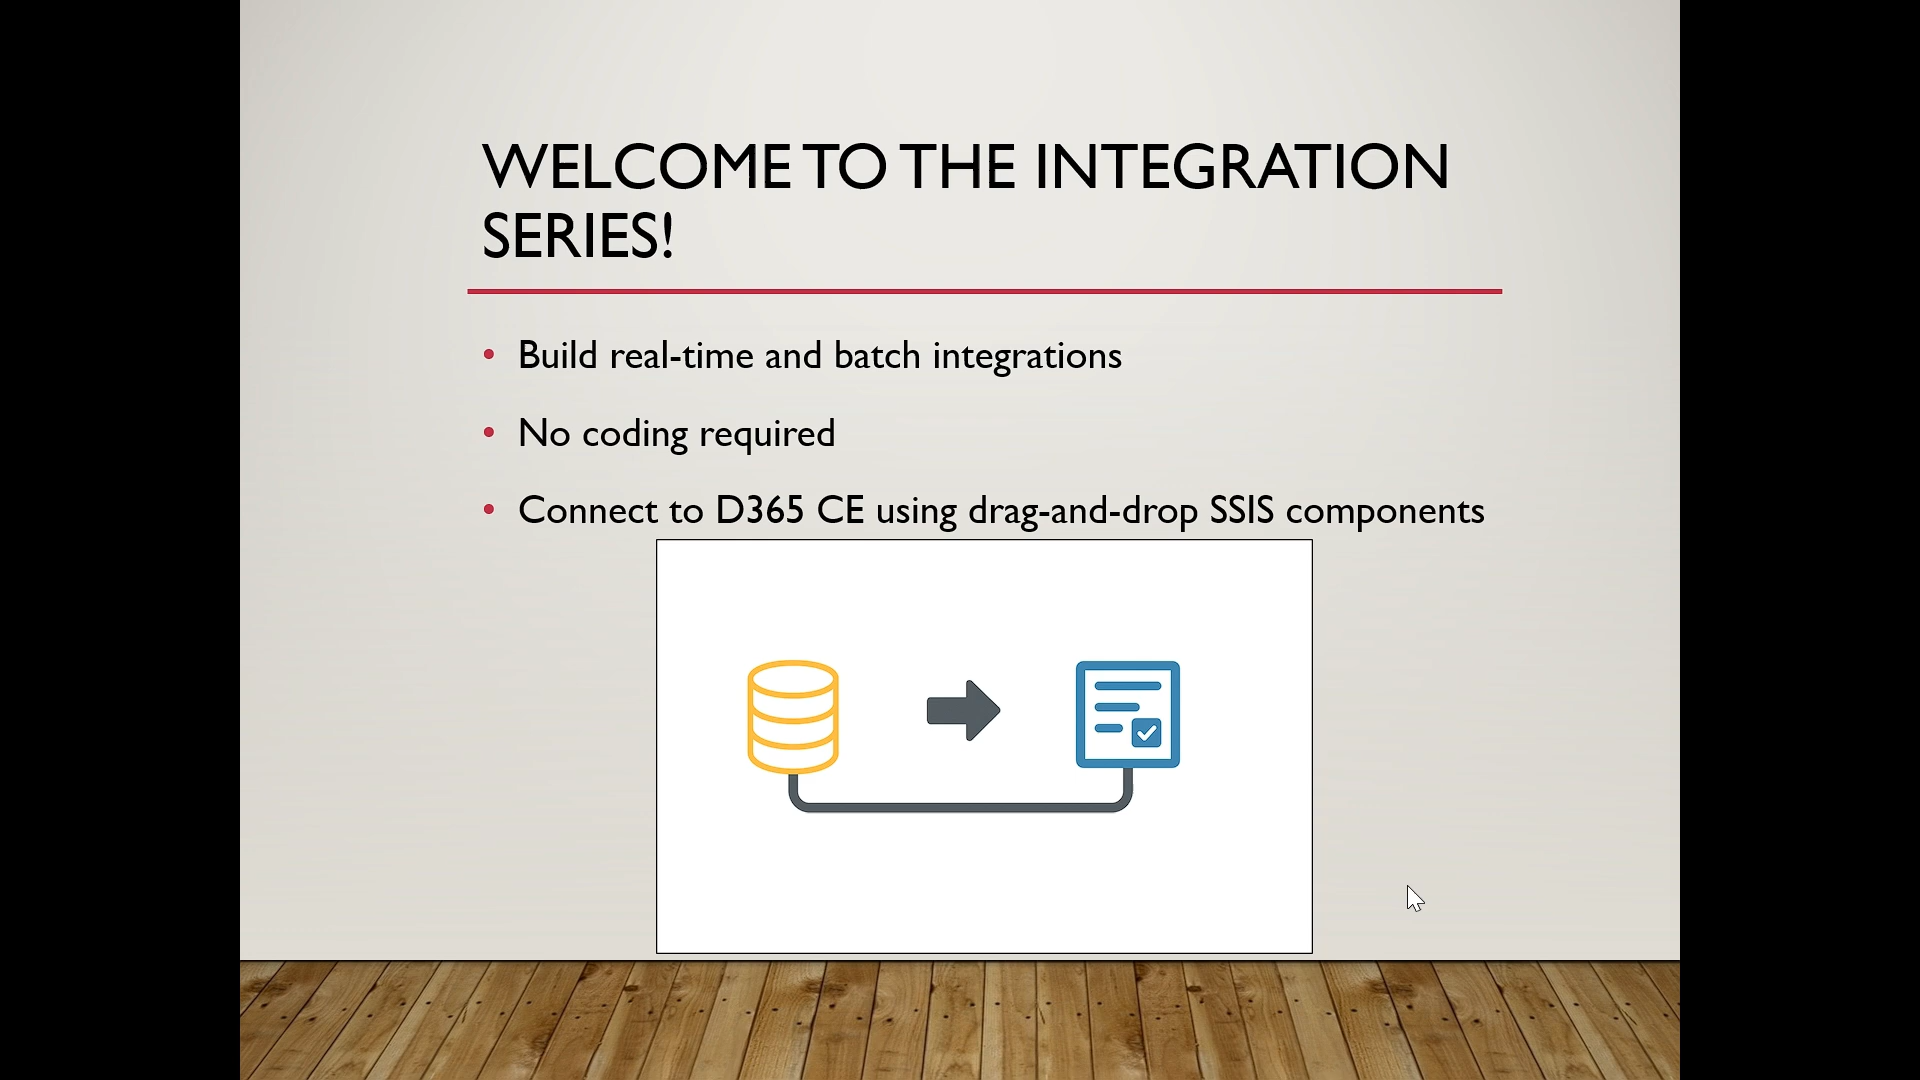 WELCOME TO THE INTEGRATION
SERIES!
• Build real-time and batch integrations
• No coding required
• Connect to D365 CE using drag-and-drop SSIS components